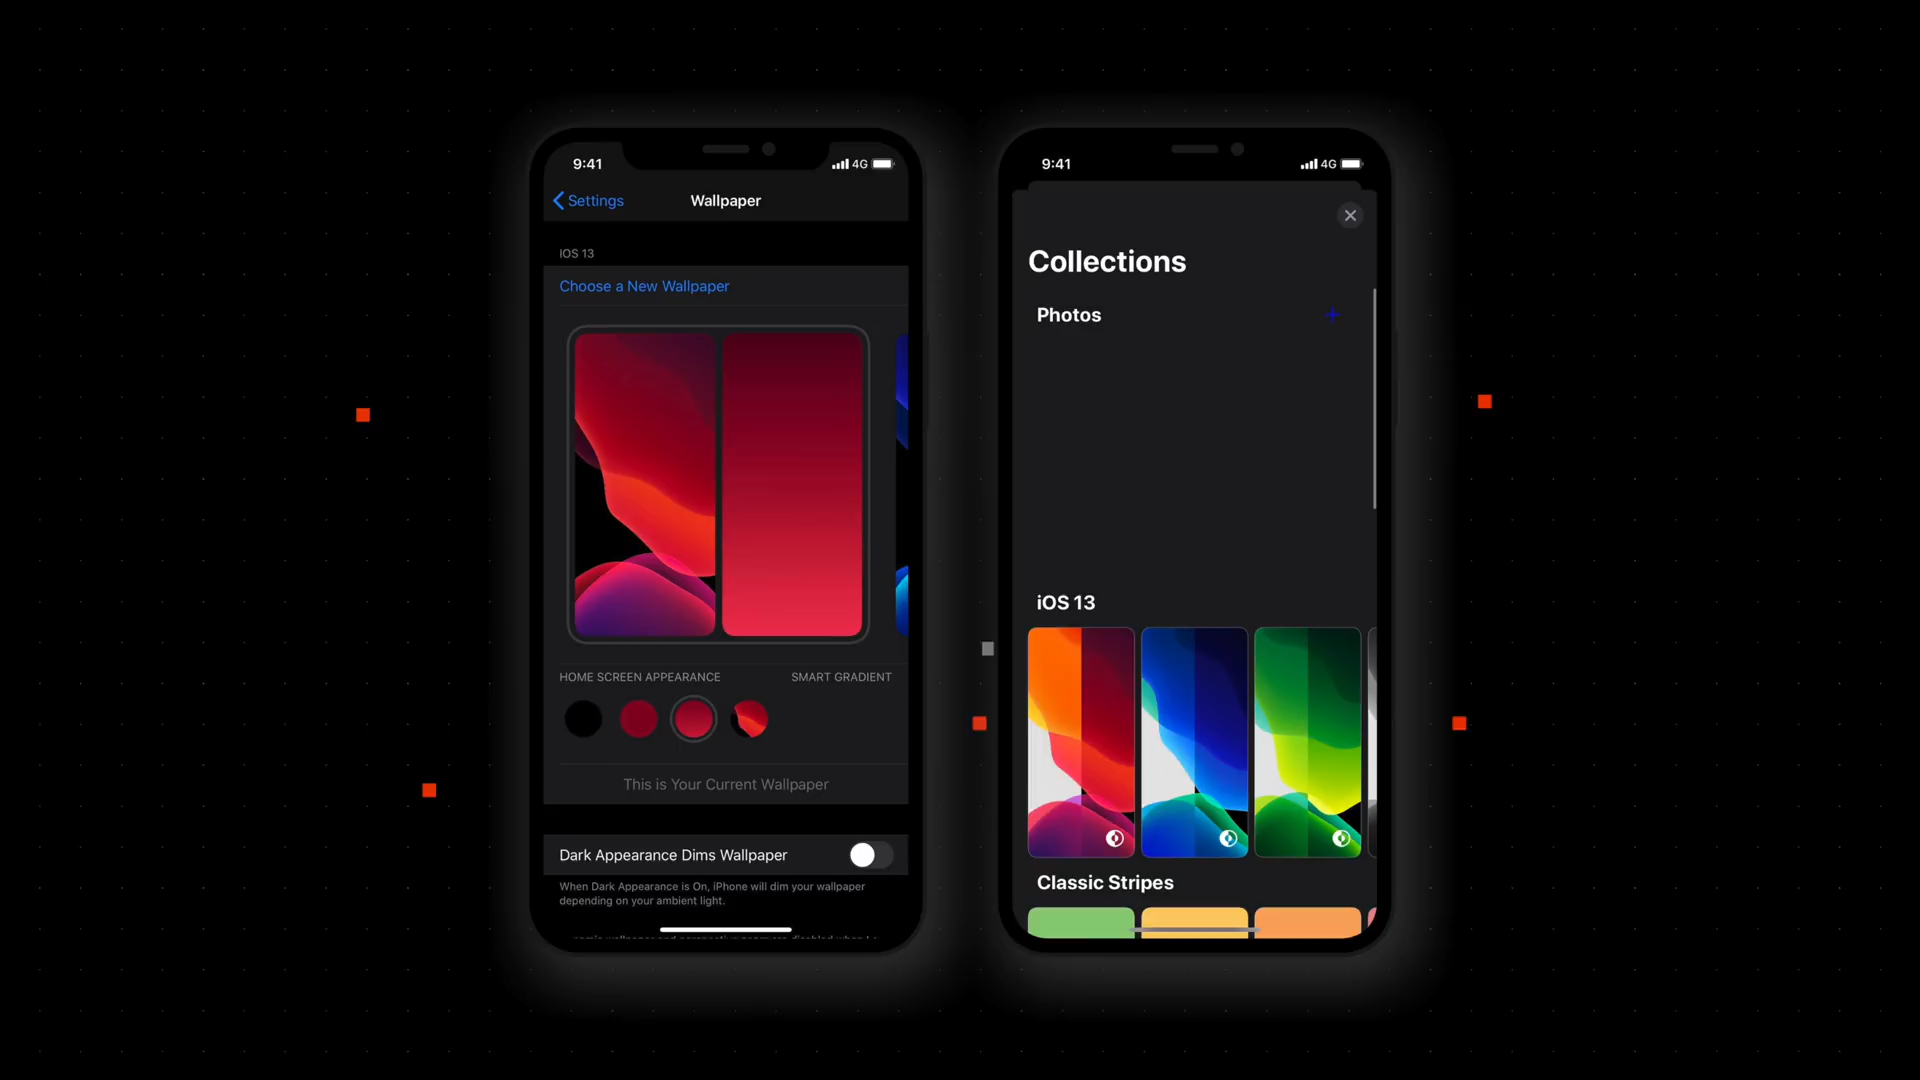 9:41
4G
Settings
Wallpaper
IOS 13
Choose a New Wallpaper
HOME SCREEN APPEARANCE
SMART GRADIENT
This is Your Current Wallpaper
Dark Appearance Dims Wallpaper
When Dark Appearance is On, iPhone will dim your wallpaper
depending on your ambient light.
9:41
4G
Collections
Photos
iOS 13
Classic Stripes